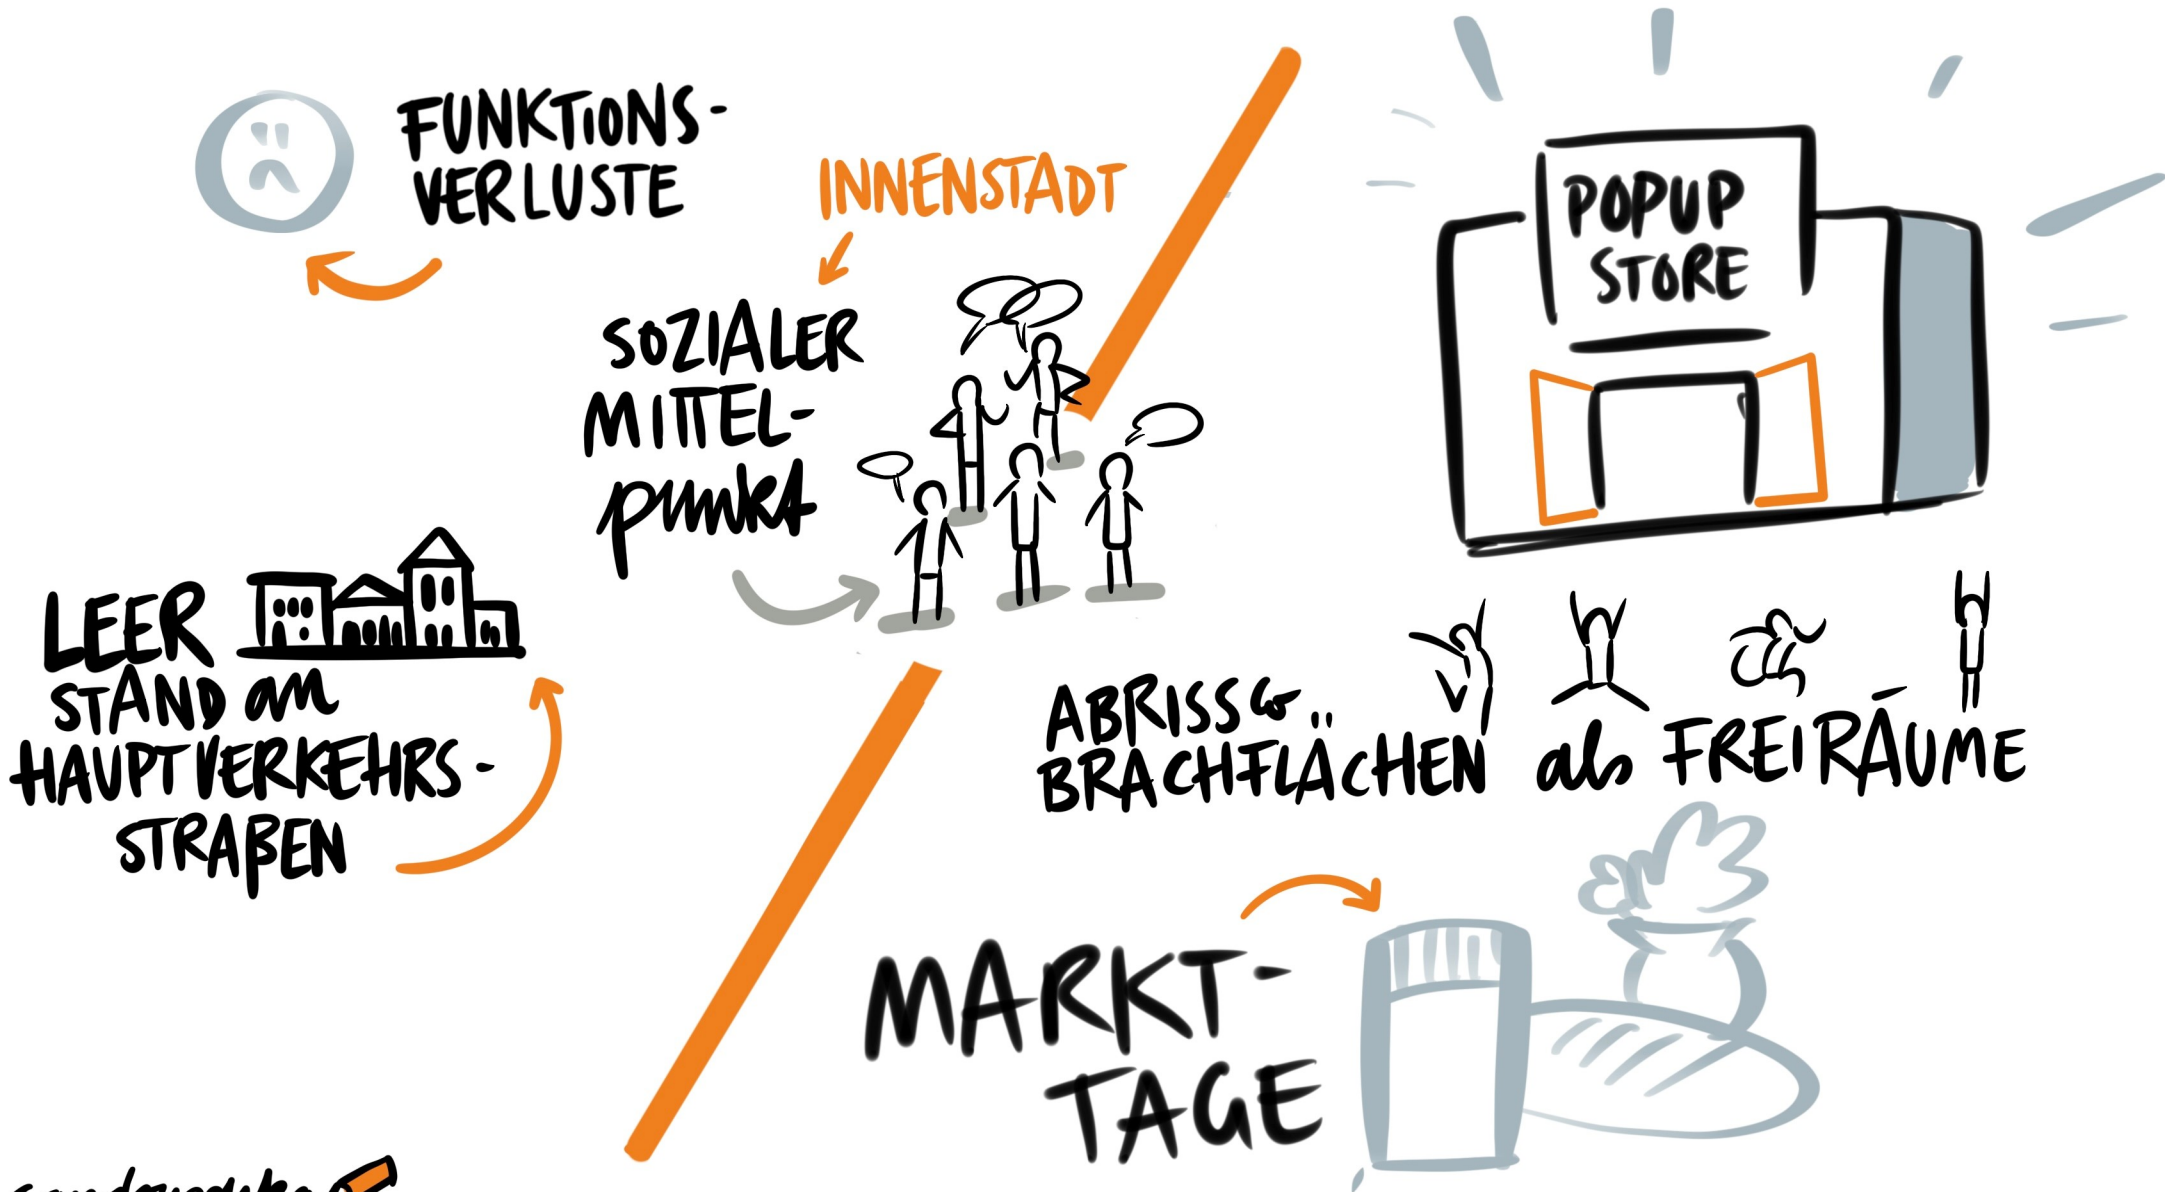 FUNKTIONS-
VERLUSTE
INNENSTADT
SOZIALER
MITTEL-
punkt
LEER
STAND an
HAUPTVERKEHRS-
STRAßEN
POPUP
STORE
ABRISS &
BRACHFLÄCHEN als FREIRÄUME
MARKT-
TAGE